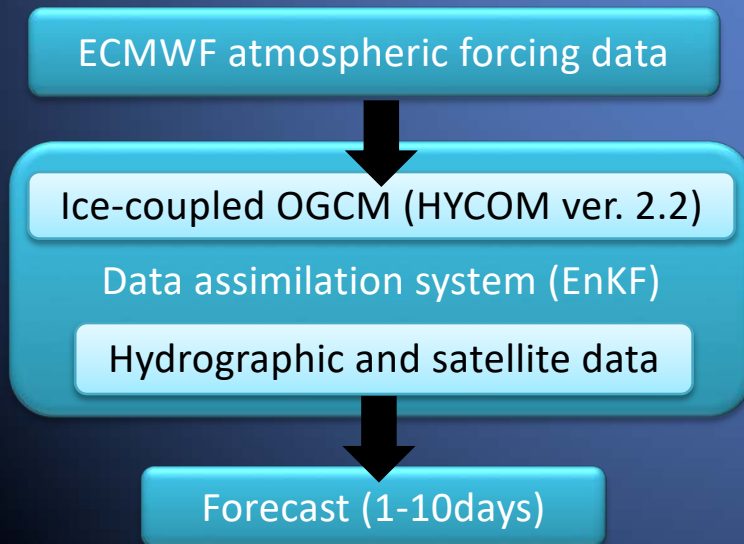 ECMWF atmospheric forcing data
Ice-coupled OGCM (HYCOM ver. 2.2)
Data assimilation system (EnKF)
Hydrographic and satellite data
Forecast (1-10days)